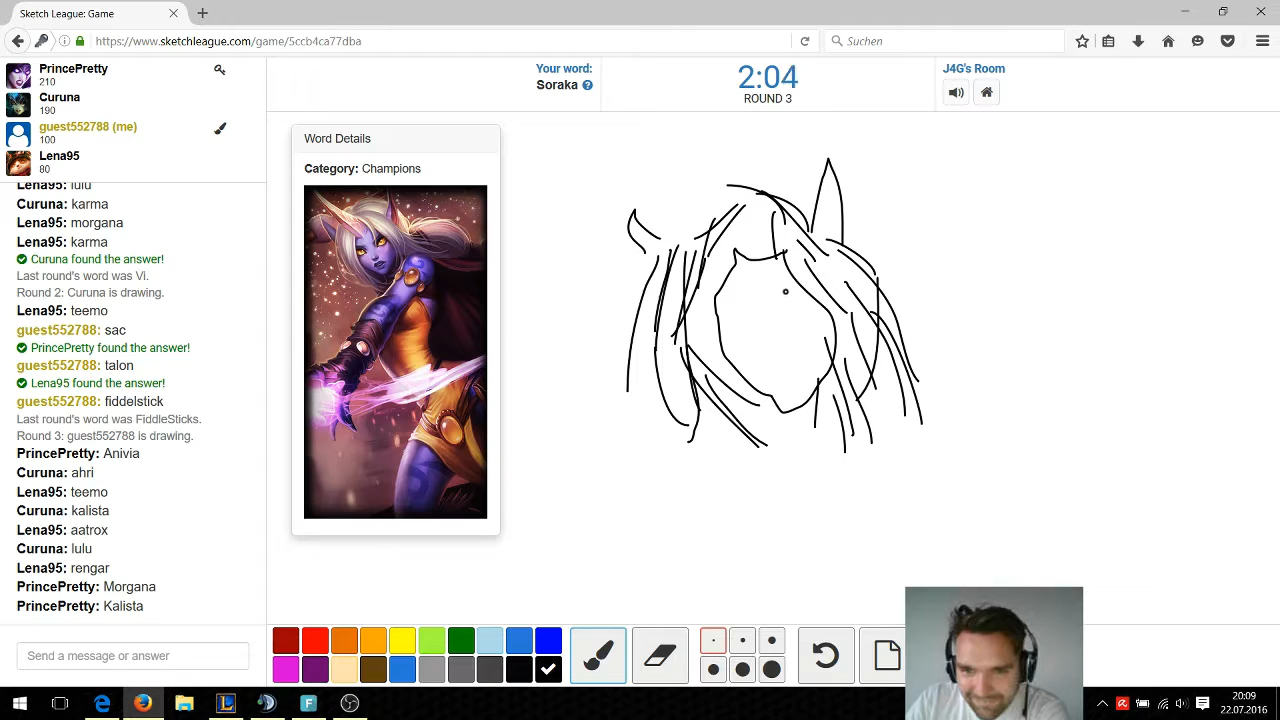 Sketch League: Game
https://www.sketchleague.com/game/5ccb4ca77dba
Suchen
PrincePretty
210
Curuna
190
guest552788 (me)
100
Lena95
80
Your word:
Soraka
2:04
ROUND 3
J4G's Room
Word Details
Category: Champions
Lena95: lulu
Curuna: karma
Lena95: morgana
Lena95: karma
Curuna found the answer!
Last round's word was Vi.
Round 2: Curuna is drawing.
Lena95: teemo
guest552788: sac
PrincePretty found the answer!
guest552788: talon
Lena95 found the answer!
guest552788: fiddelstick
Last round's word was FiddleSticks.
Round 3: guest552788 is drawing.
PrincePretty: Anivia
Curuna: ahri
Lena95: teemo
Curuna: kalista
Lena95: aatrox
Curuna: lulu
Lena95: rengar
PrincePretty: Morgana
PrincePretty: Kalista
Send a message or answer
20:09
22.07.2016